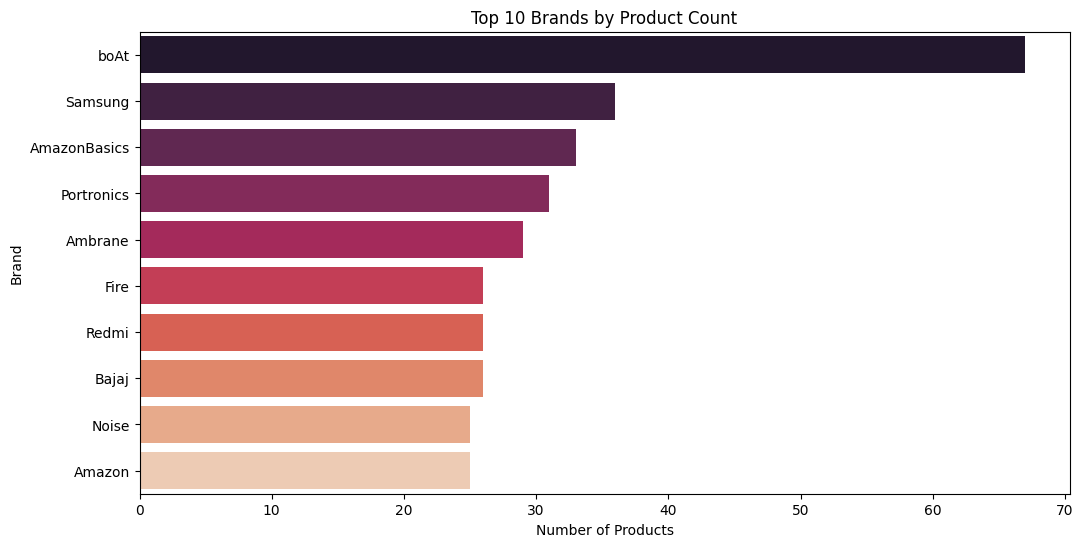 Top 10 Brands by Product Count
Brand
boAt
Samsung
AmazonBasics
Portronics
Ambrane
Fire
Redmi
Bajaj
Noise
Amazon
0 10 20 30 40 50 60 70
Number of Products